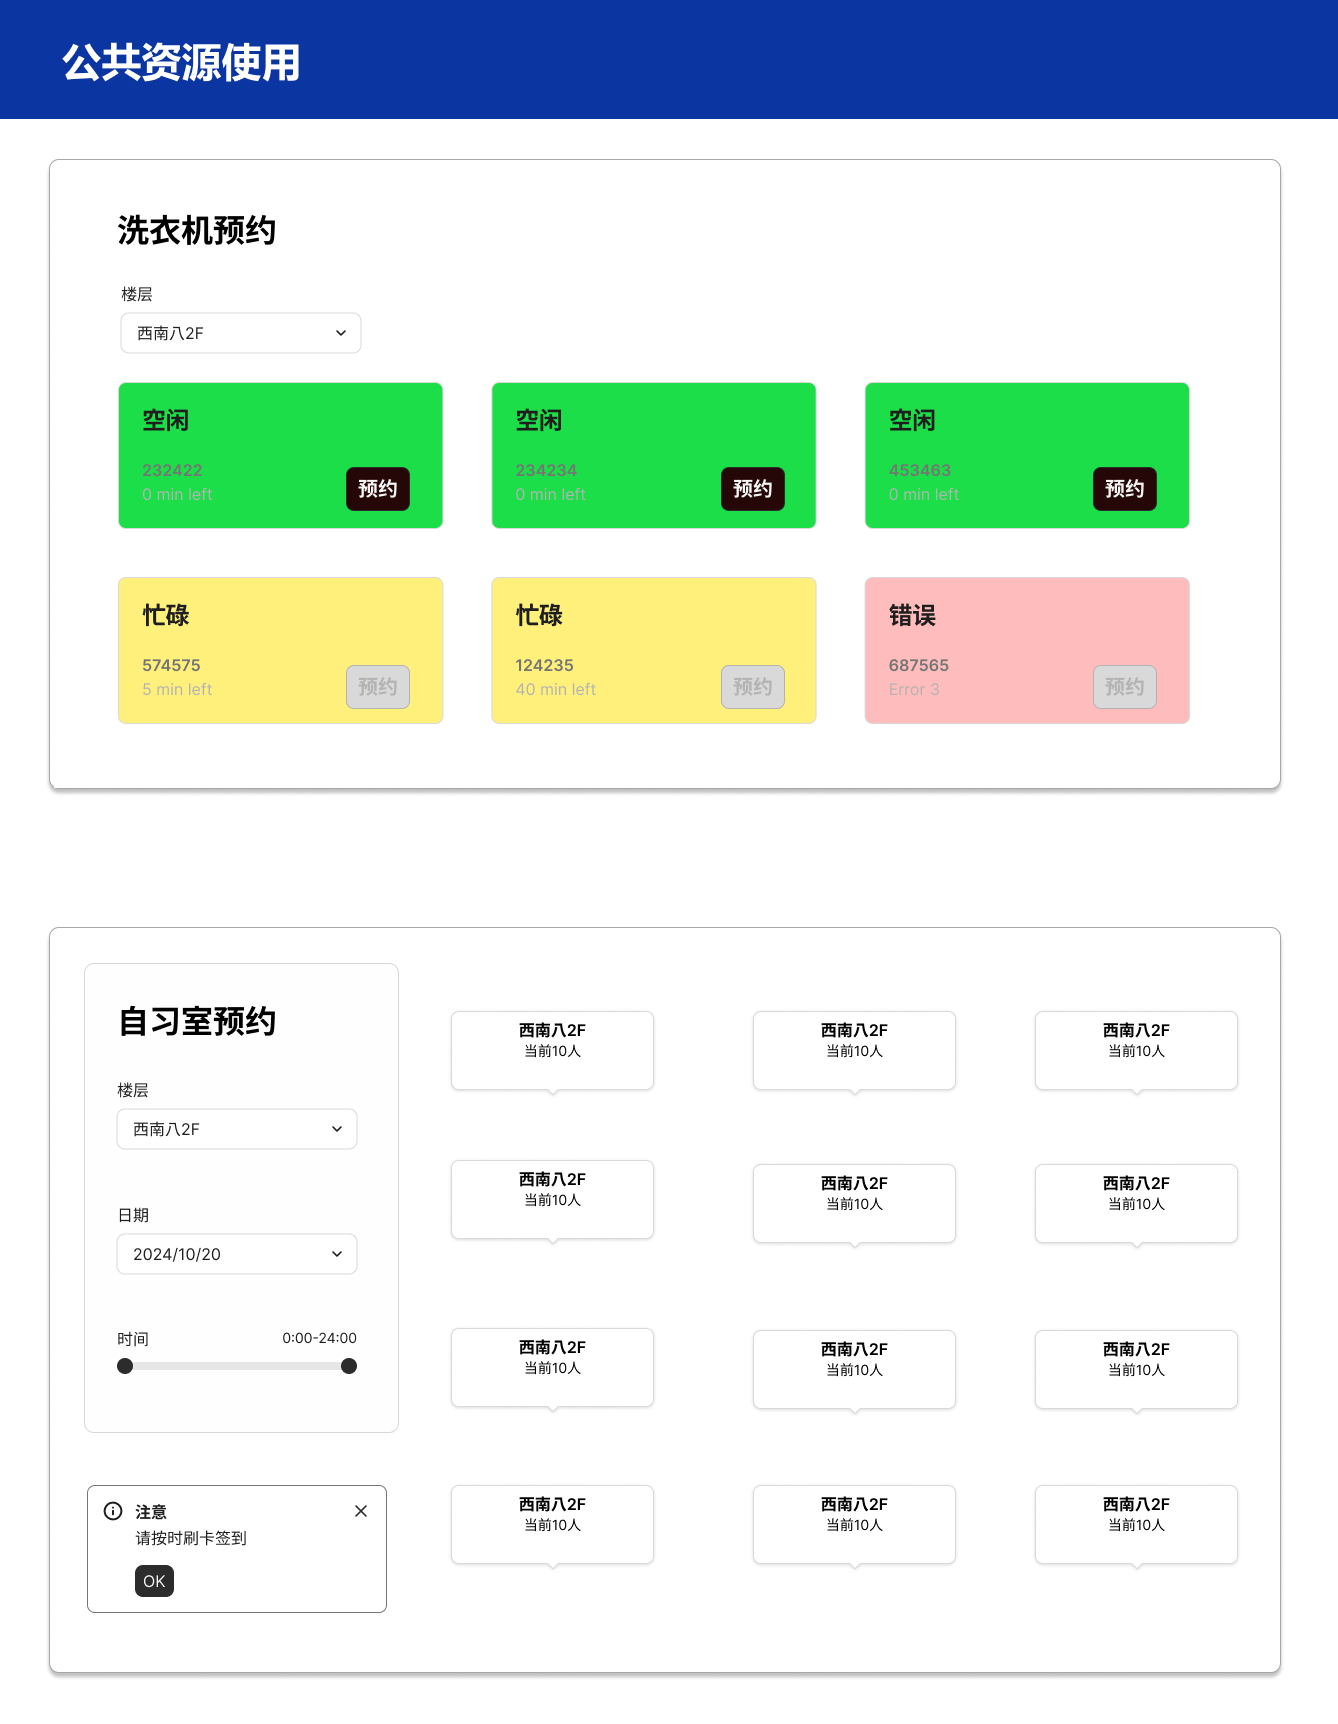 公共资源使用
洗衣机预约
楼层
西南八2F
空闲
232422
0 min left
预约
空闲
234234
0 min left
预约
空闲
453463
0 min left
预约
忙碌
574575
5 min left
预约
忙碌
124235
40 min left
预约
错误
687565
Error 3
预约
自习室预约
楼层
西南八2F
日期
2024/10/20
时间
0:00-24:00
注意
请按时刷卡签到
OK
西南八2F
当前10人
西南八2F
当前10人
西南八2F
当前10人
西南八2F
当前10人
西南八2F
当前10人
西南八2F
当前10人
西南八2F
当前10人
西南八2F
当前10人
西南八2F
当前10人
西南八2F
当前10人
西南八2F
当前10人
西南八2F
当前10人